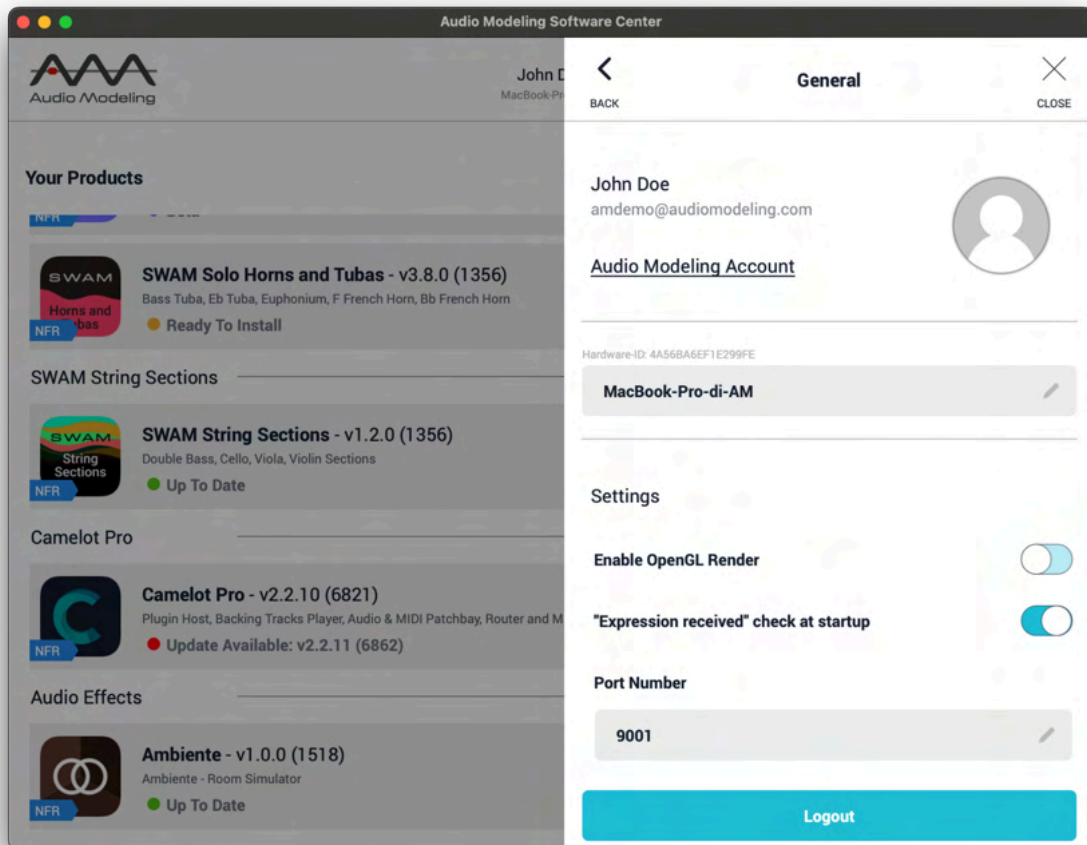 Audio Modeling Software Center
Audio Modeling
John D
MacBook-Pr
Your Products
NFR
SWAM
Horns and
Tubas
NFR
SWAM Solo Horns and Tubas - v3.8.0 (1356)
Bass Tuba, Eb Tuba, Euphonium, F French Horn, Bb French Horn
Ready To Install
SWAM String Sections
SWAM
String
Sections
NFR
SWAM String Sections - v1.2.0 (1356)
Double Bass, Cello, Viola, Violin Sections
Up To Date
Camelot Pro
NFR
Camelot Pro - v2.2.10 (6821)
Plugin Host, Backing Tracks Player, Audio & MIDI Patchbay, Router and M
Update Available: v2.2.11 (6862)
Audio Effects
NFR
Ambiente - v1.0.0 (1518)
Ambiente - Room Simulator
Up To Date
BACK
General
CLOSE
John Doe
amdemo@audiomodeling.com
Audio Modeling Account
Hardware-ID: 4A56BA6EF1E299FE
MacBook-Pro-di-AM
Settings
Enable OpenGL Render
"Expression received" check at startup
Port Number
9001
Logout